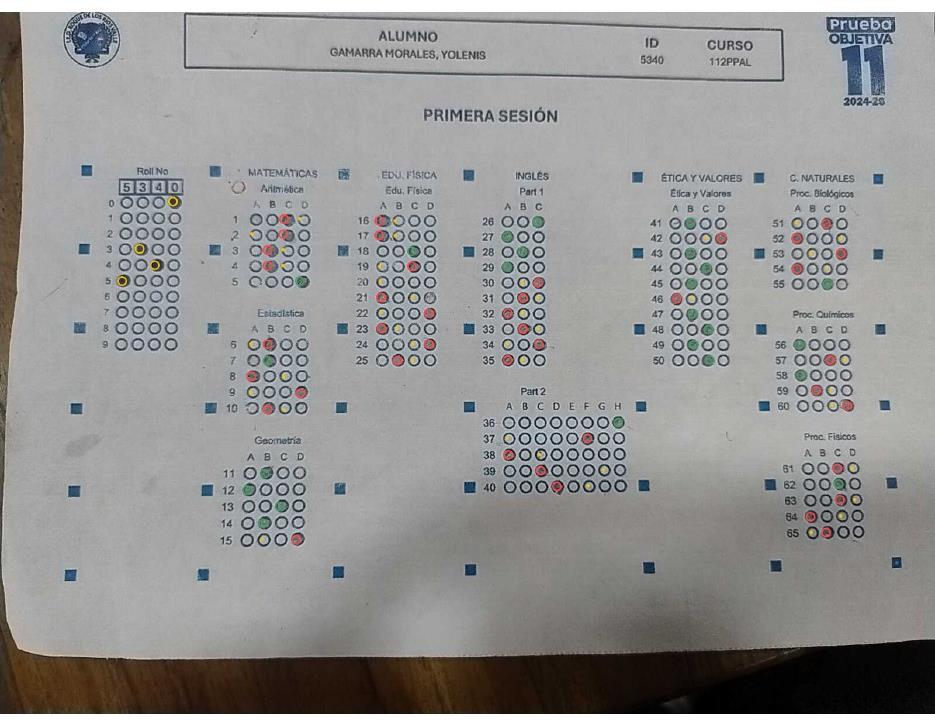 I.E.D. ROQUE DE LOS RIOS VALLE
ALUMNO
GAMARRA MORALES, YOLENIS
ID
5340
CURSO
112PPAL
Prueba
OBJETIVA
11
2024-28
PRIMERA SESIÓN
Roll No
5 3 4 0
0
1
2
3
4
5
6
7
8
9
MATEMÁTICAS
Aritmética
A B C D
1
2
3
4
5
Estadística
A B C D
6
7
8
9
10
Geometría
A B C D
11
12
13
14
15
EDU. FÍSICA
Edu. Física
A B C D
16
17
18
19
20
21
22
23
24
25
INGLÉS
Part 1
A B C
26
27
28
29
30
31
32
33
34
35
Part 2
A B C D E F G H
36
37
38
39
40
ÉTICA Y VALORES
Ética y Valores
A B C D
41
42
43
44
45
46
47
48
49
50
C. NATURALES
Proc. Biológicos
A B C D
51
52
53
54
55
Proc. Químicos
A B C D
56
57
58
59
60
Proc. Físicos
A B C D
61
62
63
64
65